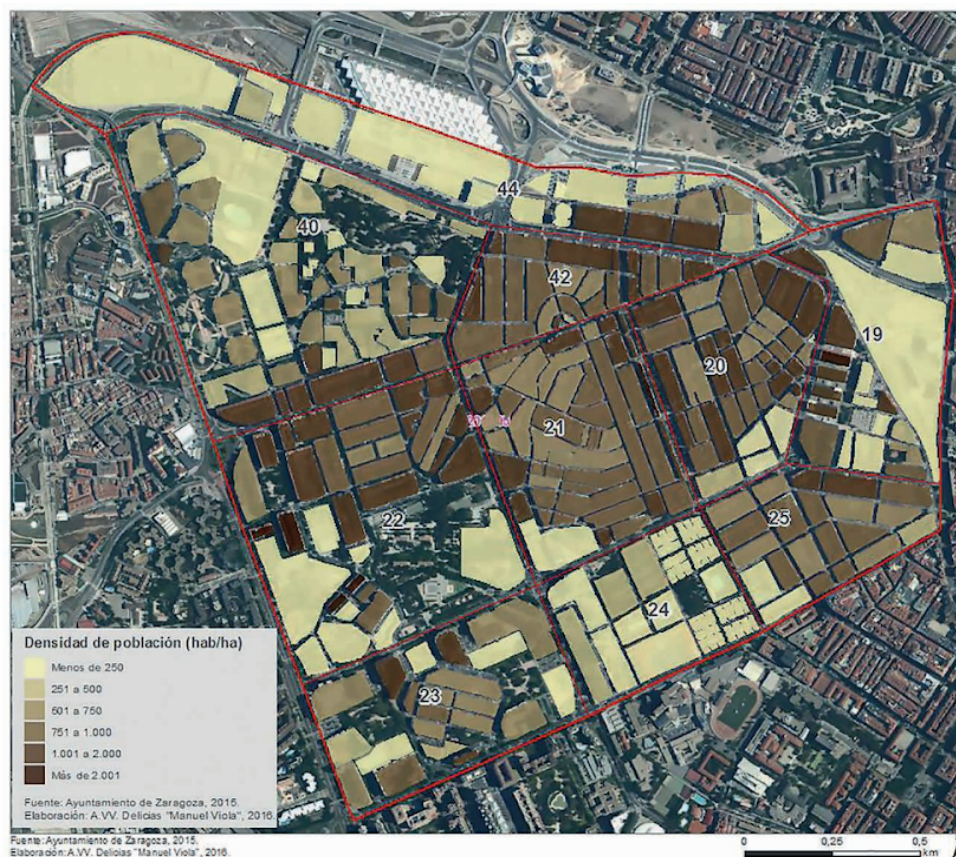 44
40
42
19
20
21
22
25
24
23
Densidad de población (hab/ha)
Menos de 250
251 a 500
501 a 750
751 a 1.000
1.001 a 2.000
Más de 2.001
Fuente: Ayuntamiento de Zaragoza, 2015.
Elaboración: A.VV. Delicias "Manuel Viola", 2016.
Fuente: Ayuntamiento de Zaragoza, 2015.
Elaboración: A.VV. Delicias "Manuel Viola", 2016.
0 0,25 0,5
km